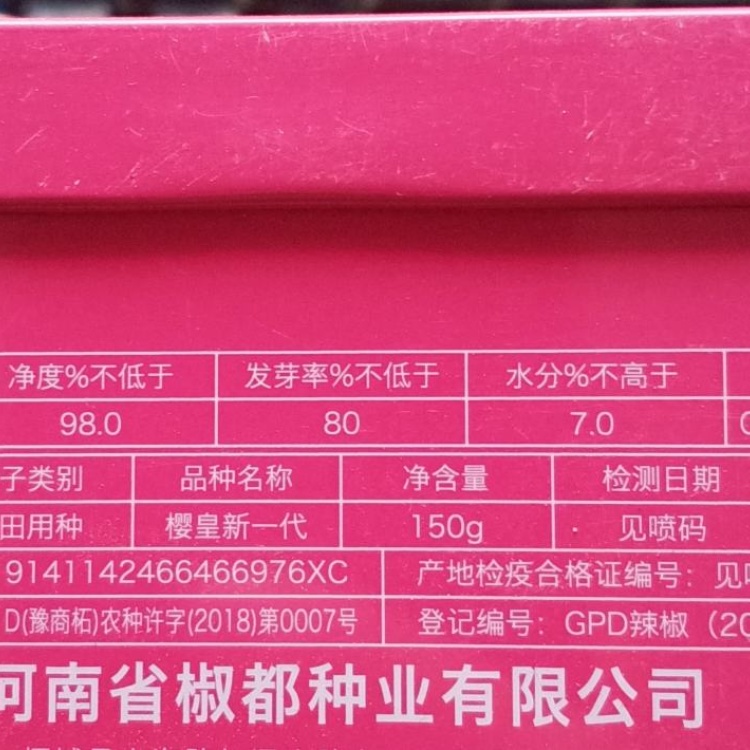 净度%不低于 发芽率%不低于 水分%不高于
98.0 80 7.0
子类别 品种名称 净含量 检测日期
田用种 樱皇新一代 150g 见喷码
9141142466466976XC 产地检疫合格证编号：见
D(豫商柘)农种许字(2018)第0007号 登记编号：GPD辣椒（20
河南省椒都种业有限公司